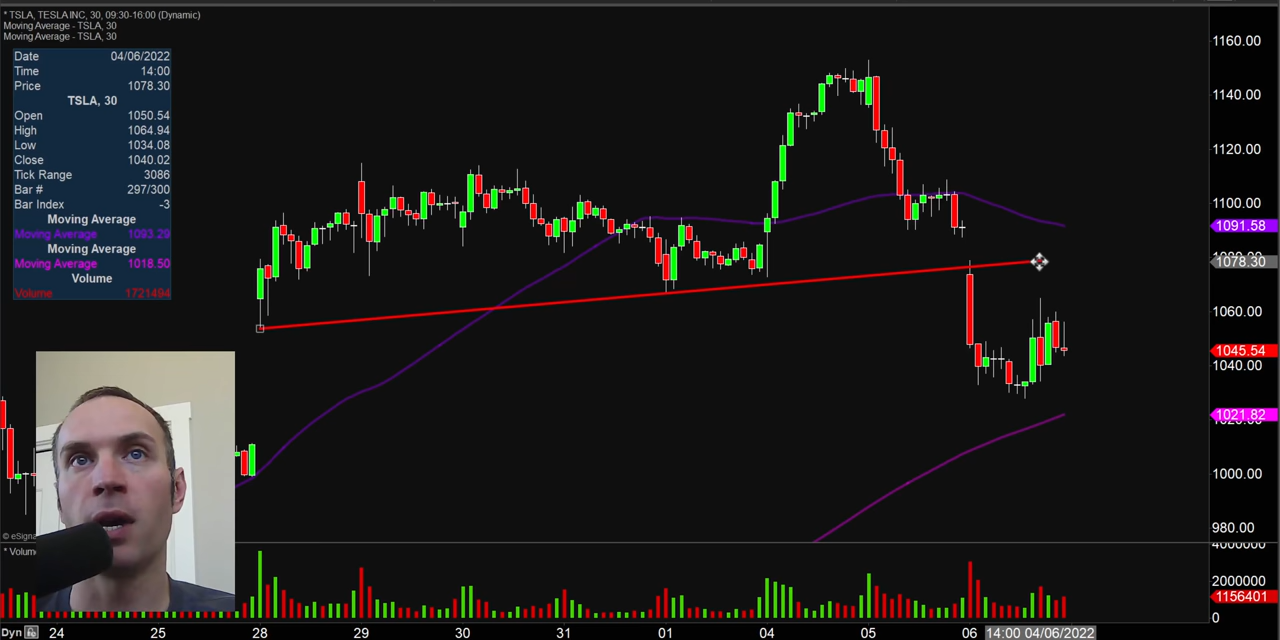 * TSLA, TESLA INC, 30, 09:30-16:00 (Dynamic)
Moving Average - TSLA, 30
Moving Average - TSLA, 30
Date 04/06/2022
Time 14:00
Price 1078.30
TSLA, 30
Open 1050.54
High 1064.94
Low 1034.08
Close 1040.02
Tick Range 3086
Bar # 297/300
Bar Index -3
Moving Average
Moving Average 1093.29
Moving Average
Moving Average 1018.50
Volume
Volume 1721494
1160.00
1140.00
1120.00
1100.00
1091.58
1078.30
1060.00
1045.54
1040.00
1021.82
1000.00
980.00
© eSigna
* Volume
4000000
2000000
1156401
0
Dyn 24 25 28 29 30 31 01 04 05 06 14:00 04/06/2022